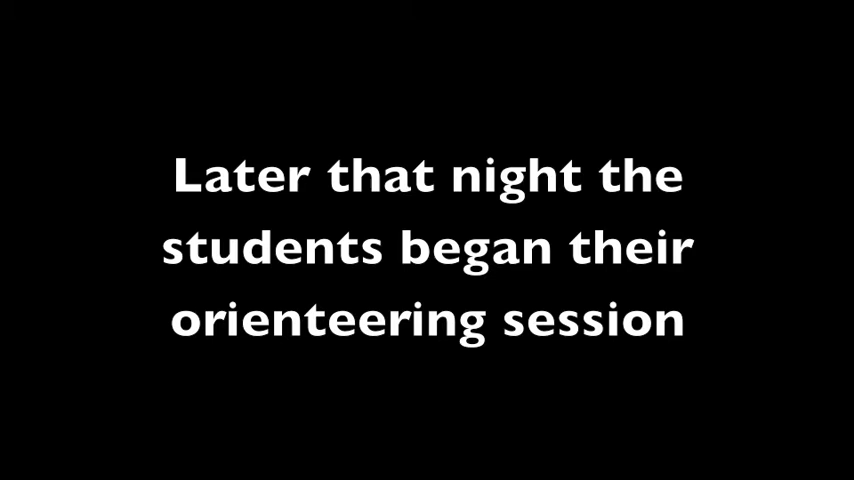 Later that night the
students began their
orienteering session